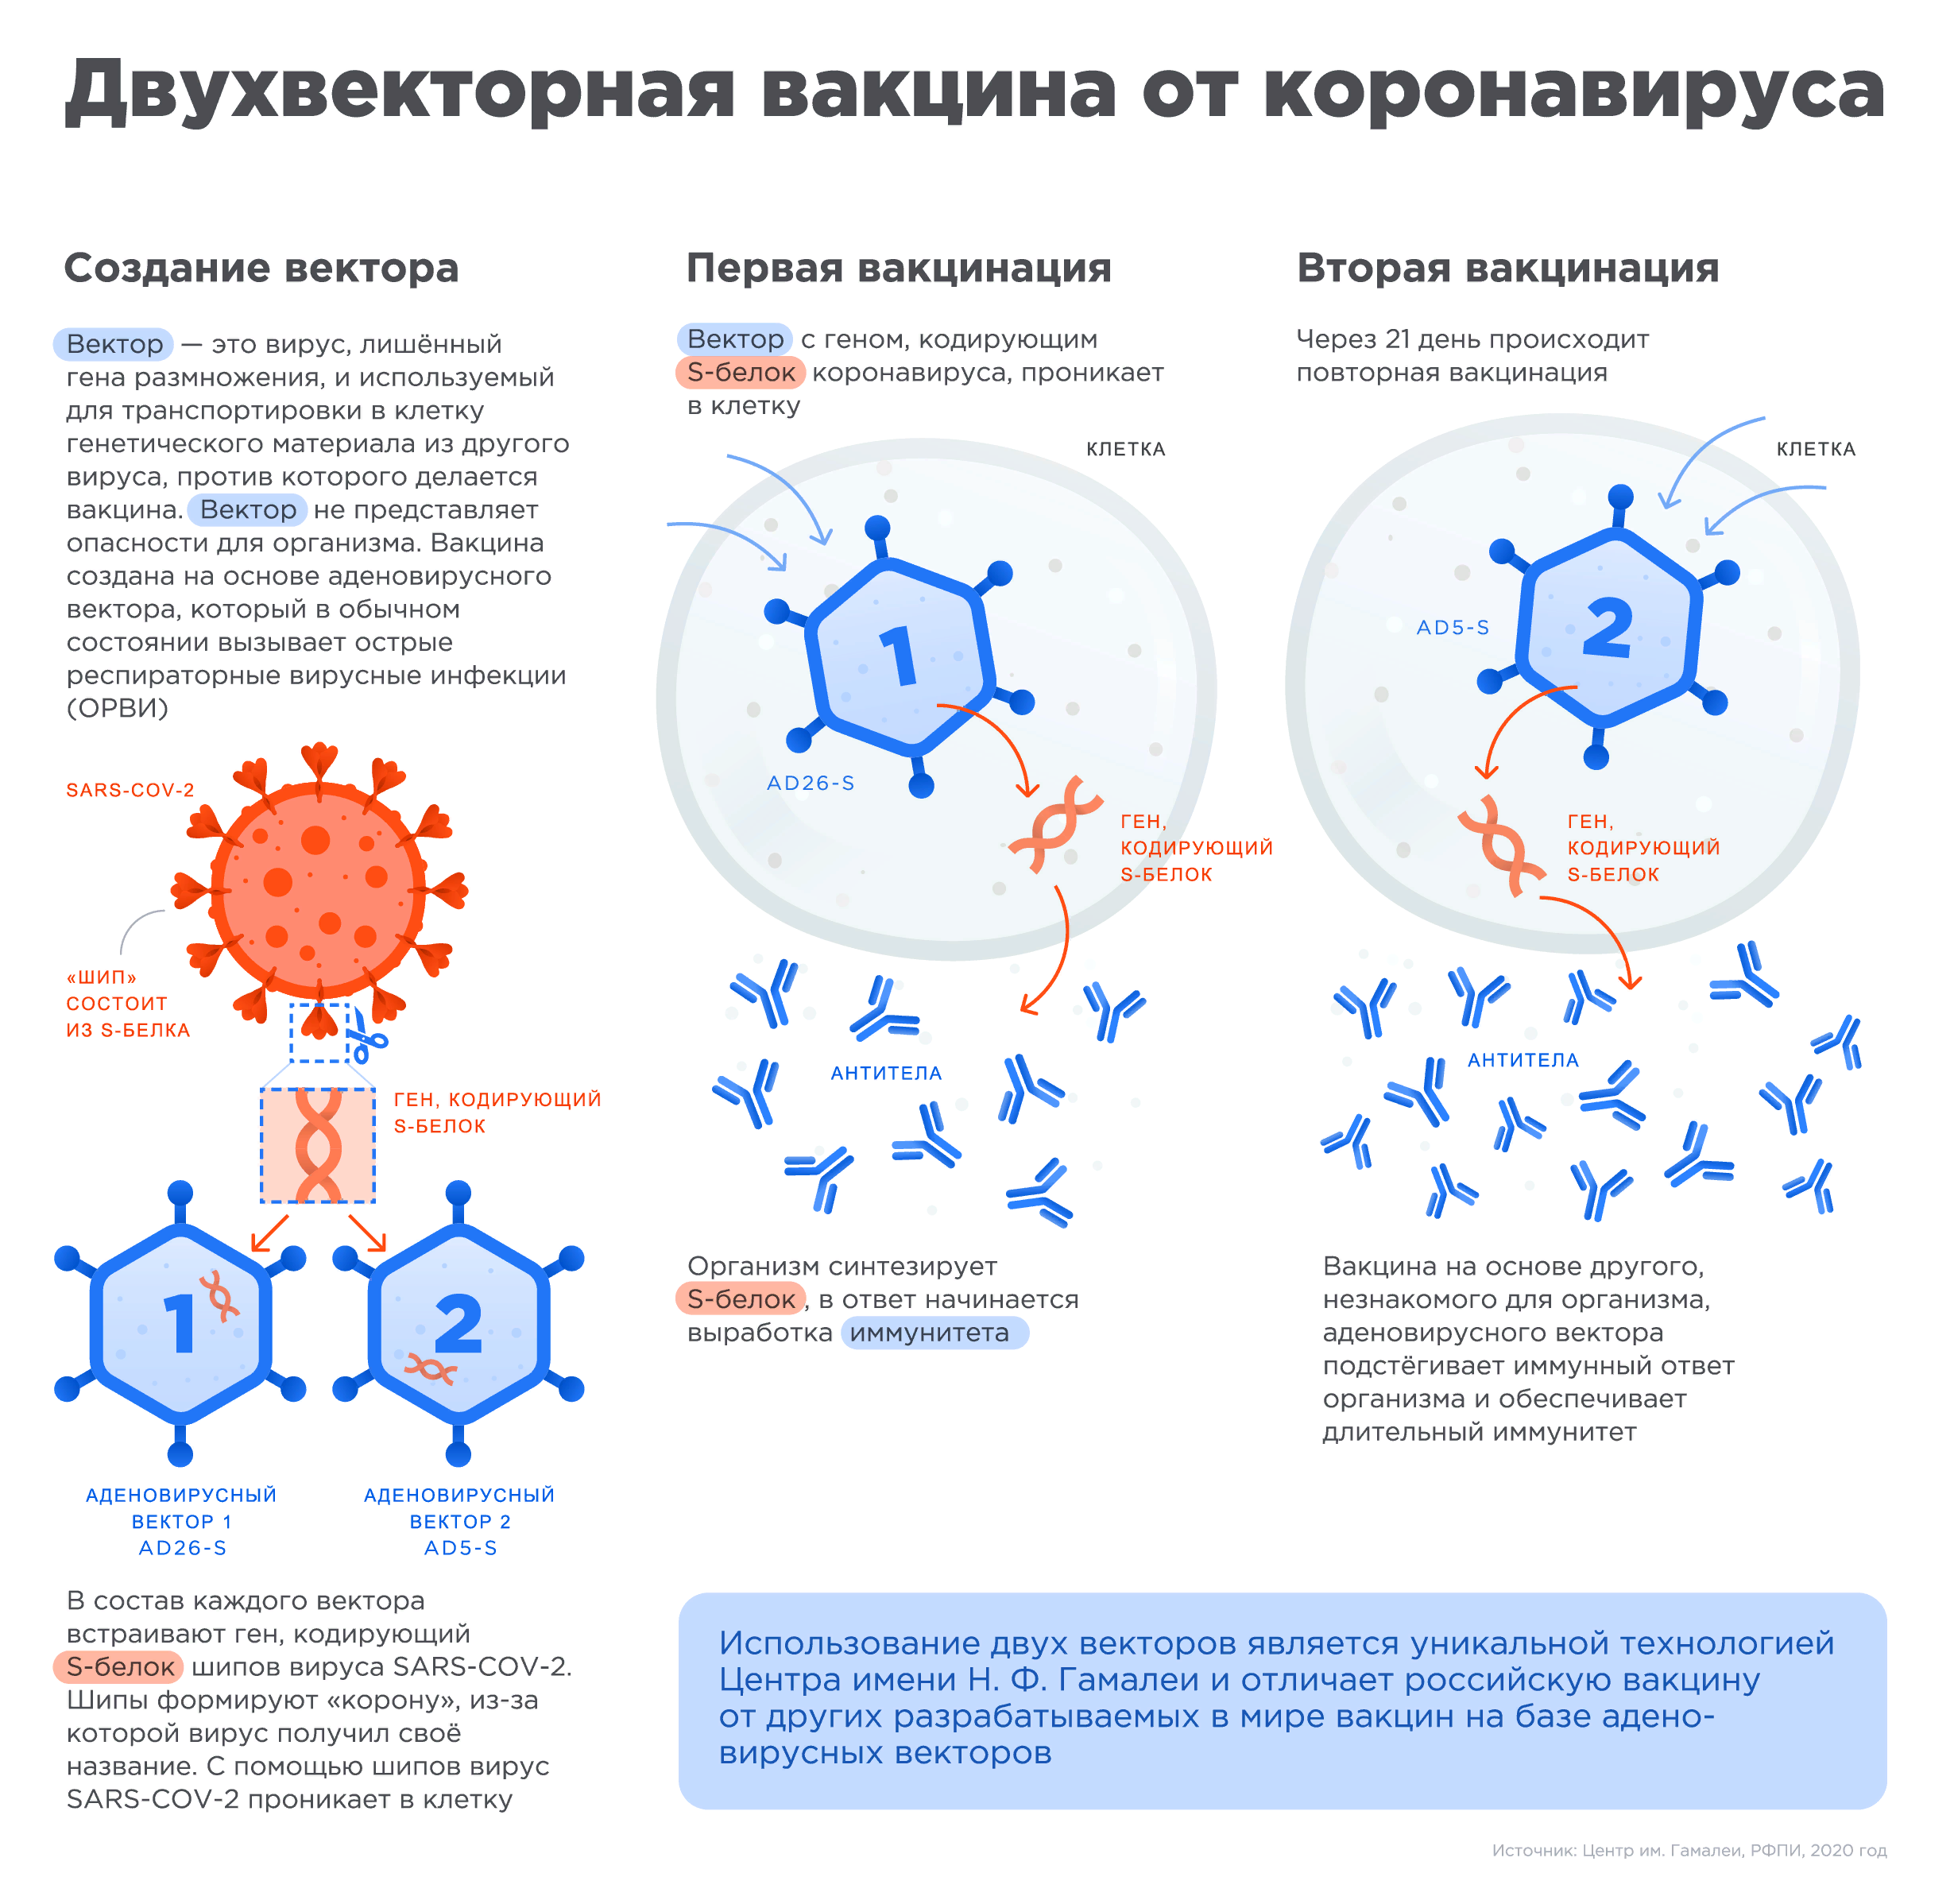 Двухвекторная вакцина от коронавируса
Создание вектора
Вектор — это вирус, лишённый
гена размножения, и используемый
для транспортировки в клетку
генетического материала из другого
вируса, против которого делается
вакцина. Вектор не представляет
опасности для организма. Вакцина
создана на основе аденовирусного
вектора, который в обычном
состоянии вызывает острые
респираторные вирусные инфекции
(ОРВИ)
SARS-COV-2
«ШИП»
СОСТОИТ
ИЗ S-БЕЛКА
ГЕН, КОДИРУЮЩИЙ
S-БЕЛОК
1
2
АДЕНОВИРУСНЫЙ
ВЕКТОР 1
AD26-S
АДЕНОВИРУСНЫЙ
ВЕКТОР 2
AD5-S
В состав каждого вектора
встраивают ген, кодирующий
S-белок шипов вируса SARS-COV-2.
Шипы формируют «корону», из-за
которой вирус получил своё
название. С помощью шипов вирус
SARS-COV-2 проникает в клетку
Первая вакцинация
Вектор с геном, кодирующим
S-белок коронавируса, проникает
в клетку
КЛЕТКА
1
AD26-S
ГЕН,
КОДИРУЮЩИЙ
S-БЕЛОК
АНТИТЕЛА
Организм синтезирует
S-белок, в ответ начинается
выработка иммунитета
Вторая вакцинация
Через 21 день происходит
повторная вакцинация
КЛЕТКА
2
AD5-S
ГЕН,
КОДИРУЮЩИЙ
S-БЕЛОК
АНТИТЕЛА
Вакцина на основе другого,
незнакомого для организма,
аденовирусного вектора
подстёгивает иммунный ответ
организма и обеспечивает
длительный иммунитет
Использование двух векторов является уникальной технологией
Центра имени Н. Ф. Гамалеи и отличает российскую вакцину
от других разрабатываемых в мире вакцин на базе адено-
вирусных векторов
Источник: Центр им. Гамалеи, РФПИ, 2020 год